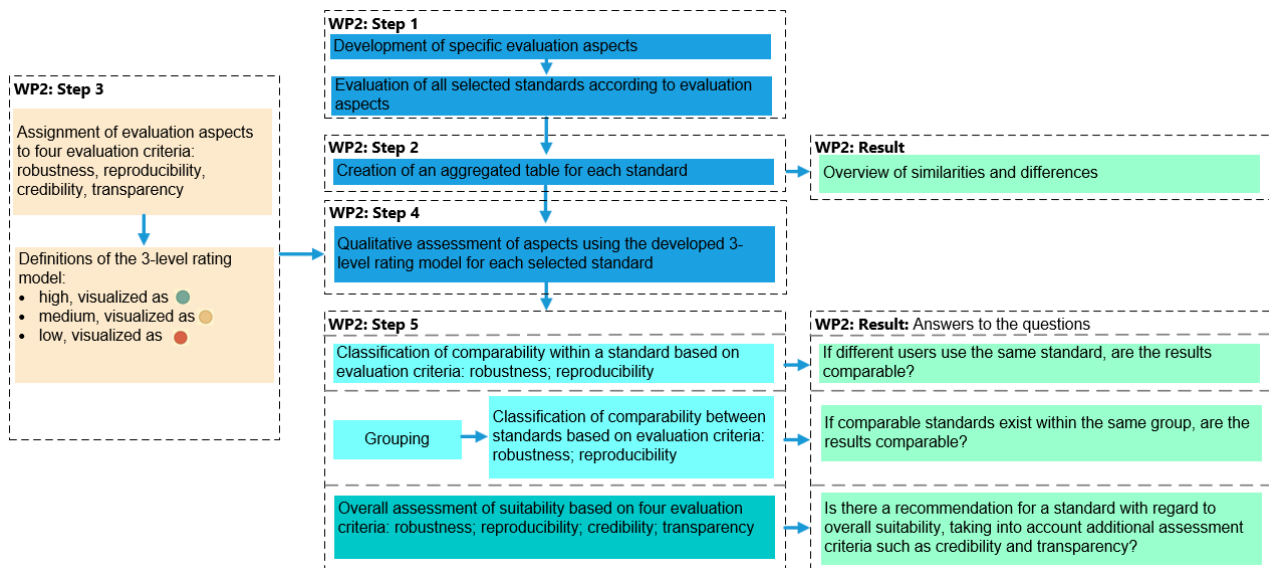 WP2: Step 1
Development of specific evaluation aspects
Evaluation of all selected standards according to evaluation
aspects
WP2: Step 3
Assignment of evaluation aspects
to four evaluation criteria:
robustness, reproducibility,
credibility, transparency
Definitions of the 3-level rating
model:
• high, visualized as
• medium, visualized as
• low, visualized as
WP2: Step 2
Creation of an aggregated table for each standard
WP2: Result
Overview of similarities and differences
WP2: Step 4
Qualitative assessment of aspects using the developed 3-
level rating model for each selected standard
WP2: Step 5
Classification of comparability within a standard based on
evaluation criteria: robustness; reproducibility
Grouping
Classification of comparability between
standards based on evaluation criteria:
robustness; reproducibility
Overall assessment of suitability based on four evaluation
criteria: robustness; reproducibility; credibility; transparency
WP2: Result: Answers to the questions
If different users use the same standard, are the results
comparable?
If comparable standards exist within the same group, are the
results comparable?
Is there a recommendation for a standard with regard to
overall suitability, taking into account additional assessment
criteria such as credibility and transparency?